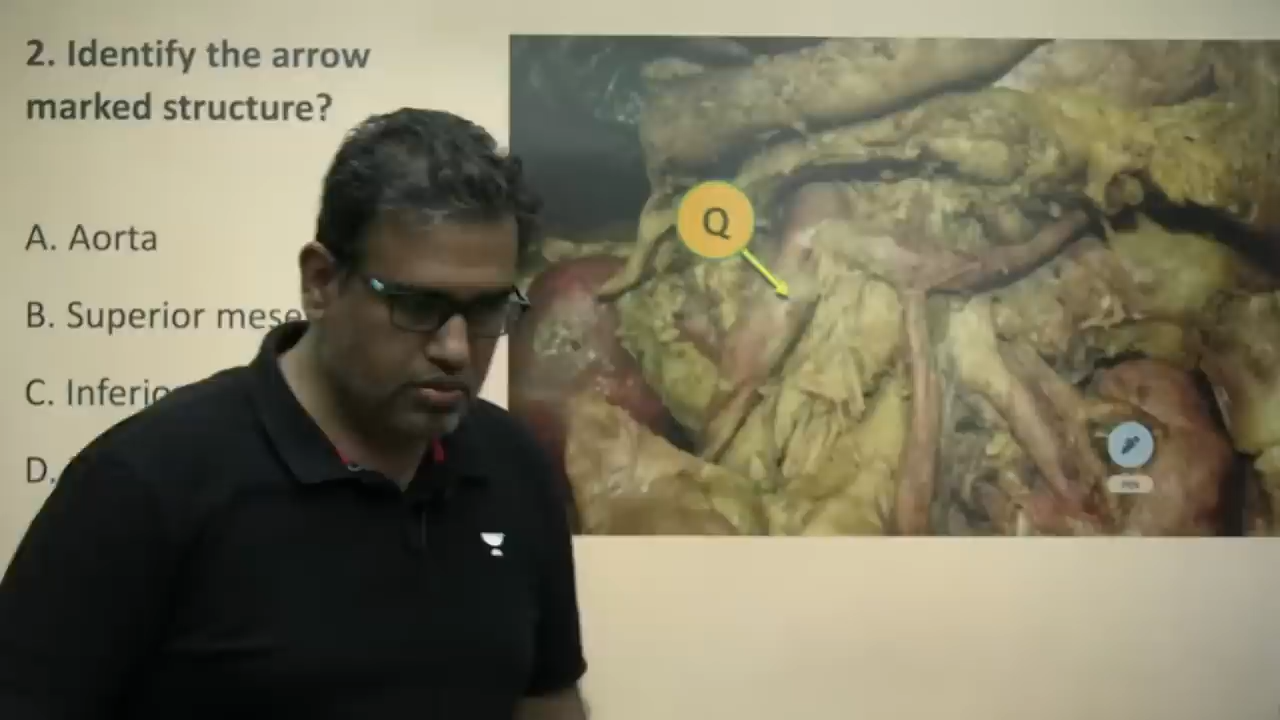 2. Identify the arrow
marked structure?
A. Aorta
B. Superior mese
C. Inferio
D.
Q